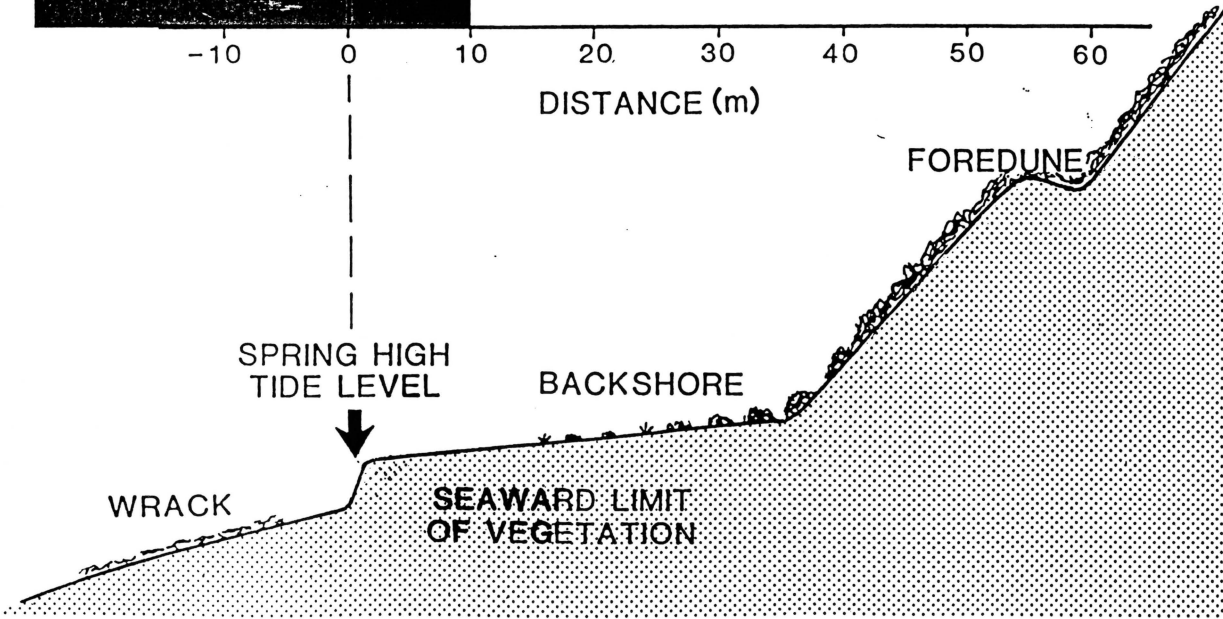 -10 0 10 20 30 40 50 60
DISTANCE (m)
FOREDUNE
SPRING HIGH
TIDE LEVEL
BACKSHORE
WRACK
SEAWARD LIMIT
OF VEGETATION